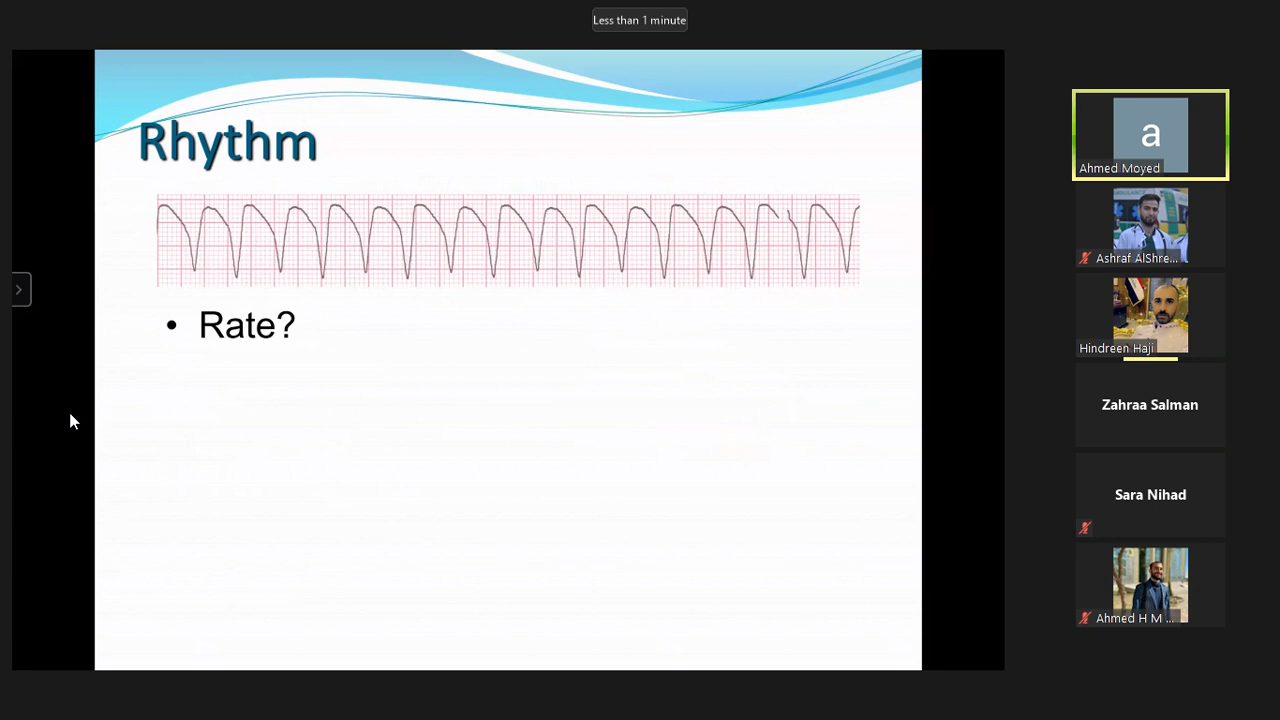 Less than 1 minute
Rhythm
• Rate?
a
Ahmed Moyed
Ashraf AlShre...
Hindreen Haji
Zahraa Salman
Sara Nihad
Ahmed H M ...